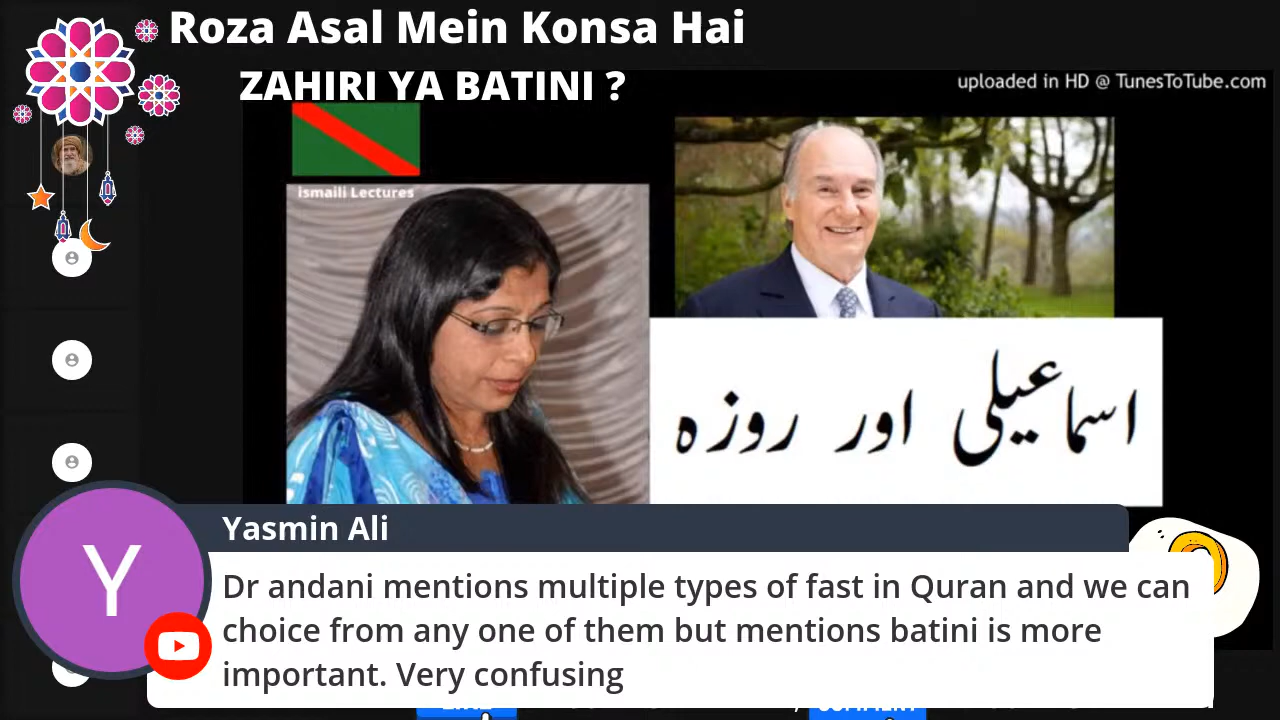 Roza Asal Mein Konsa Hai
ZAHIRI YA BATINI ?
uploaded in HD @ TunesToTube.com
ismaili Lectures
اسماعیلی اور روزہ
Y
Yasmin Ali
Dr andani mentions multiple types of fast in Quran and we can
choice from any one of them but mentions batini is more
important. Very confusing